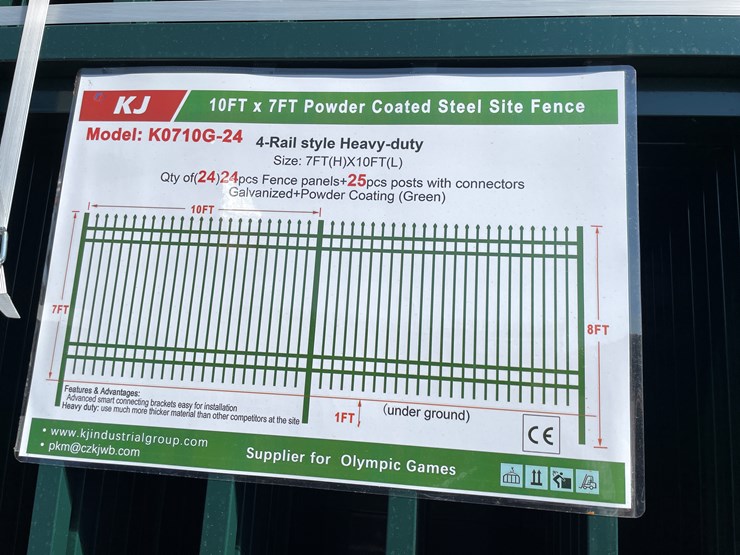 KJ
10FT x 7FT Powder Coated Steel Site Fence
Model: K0710G-24
4-Rail style Heavy-duty
Size: 7FT(H)X10FT(L)
Qty of(24)24pcs Fence panels+25pcs posts with connectors
Galvanized+Powder Coating (Green)
10FT
7FT
8FT
Features & Advantages:
Advanced smart connecting brackets easy for installation
Heavy duty: use much more thicker material than other competitors at the site
1FT
(under ground)
CE
• www.kjindustrialgroup.com
• pkm@czkjwb.com
Supplier for Olympic Games